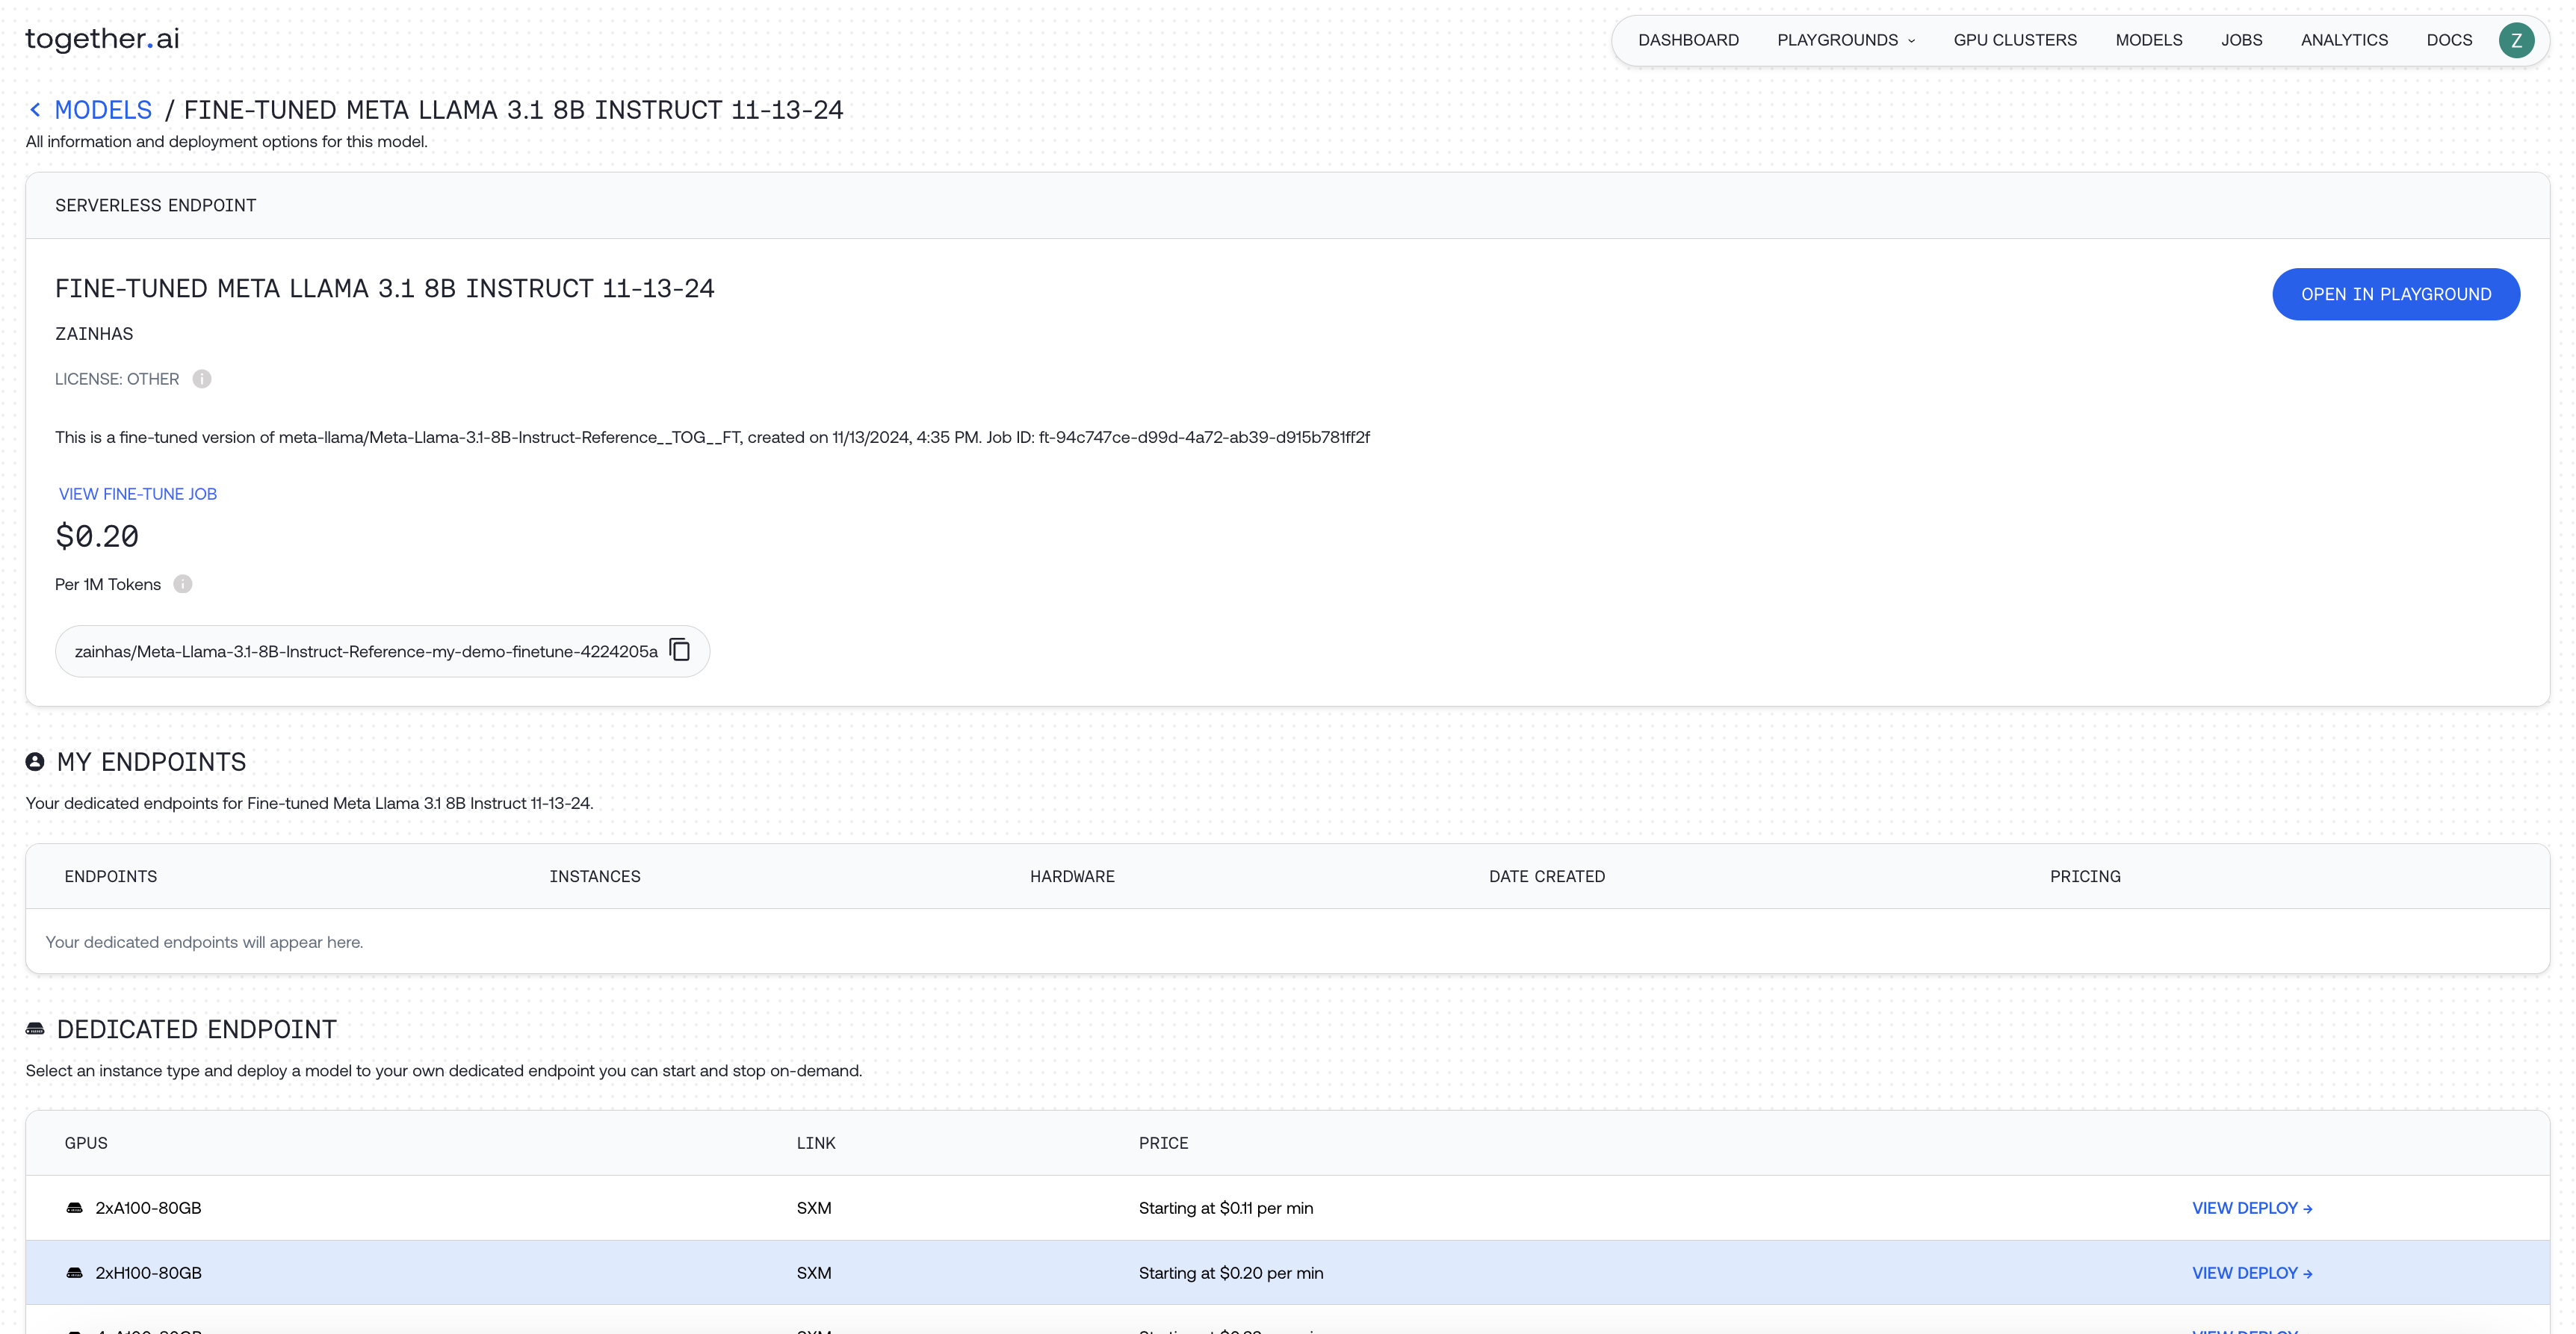 together.ai
DASHBOARD PLAYGROUNDS GPU CLUSTERS MODELS JOBS ANALYTICS DOCS Z
MODELS / FINE-TUNED META LLAMA 3.1 8B INSTRUCT 11-13-24
All information and deployment options for this model.
SERVERLESS ENDPOINT
FINE-TUNED META LLAMA 3.1 8B INSTRUCT 11-13-24
OPEN IN PLAYGROUND
ZAINHAS
LICENSE: OTHER
This is a fine-tuned version of meta-llama/Meta-Llama-3.1-8B-Instruct-Reference__TOG__FT, created on 11/13/2024, 4:35 PM. Job ID: ft-94c747ce-d99d-4a72-ab39-d915b781ff2f
VIEW FINE-TUNE JOB
$0.20
Per 1M Tokens
zainhas/Meta-Llama-3.1-8B-Instruct-Reference-my-demo-finetune-4224205a
MY ENDPOINTS
Your dedicated endpoints for Fine-tuned Meta Llama 3.1 8B Instruct 11-13-24.
ENDPOINTS INSTANCES HARDWARE DATE CREATED PRICING
Your dedicated endpoints will appear here.
DEDICATED ENDPOINT
Select an instance type and deploy a model to your own dedicated endpoint you can start and stop on-demand.
GPUS LINK PRICE
2xA100-80GB SXM Starting at $0.11 per min VIEW DEPLOY →
2xH100-80GB SXM Starting at $0.20 per min VIEW DEPLOY →